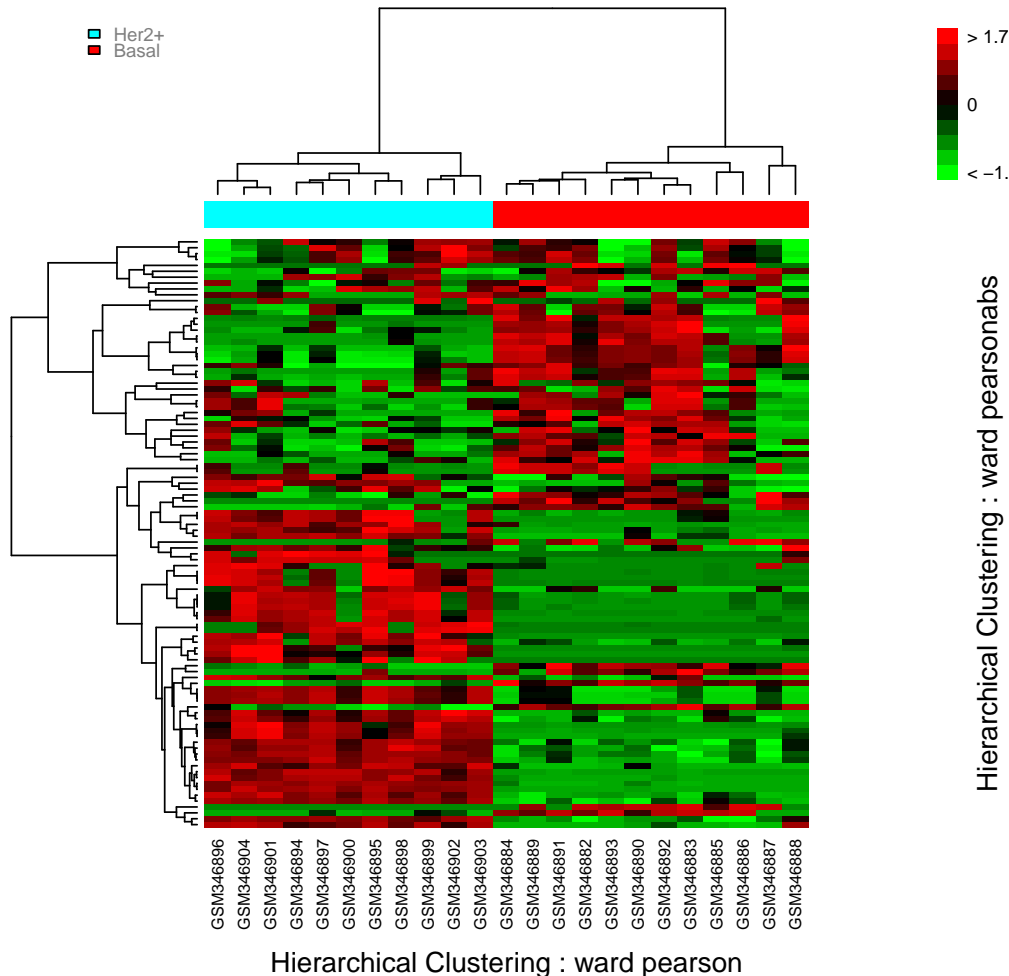 Her2+
Basal
> 1.7
0
< −1.
Hierarchical Clustering : ward pearsonabs
GSM346896
GSM346904
GSM346901
GSM346894
GSM346897
GSM346900
GSM346895
GSM346898
GSM346899
GSM346902
GSM346903
GSM346884
GSM346889
GSM346891
GSM346882
GSM346893
GSM346890
GSM346892
GSM346883
GSM346885
GSM346886
GSM346887
GSM346888
Hierarchical Clustering : ward pearson